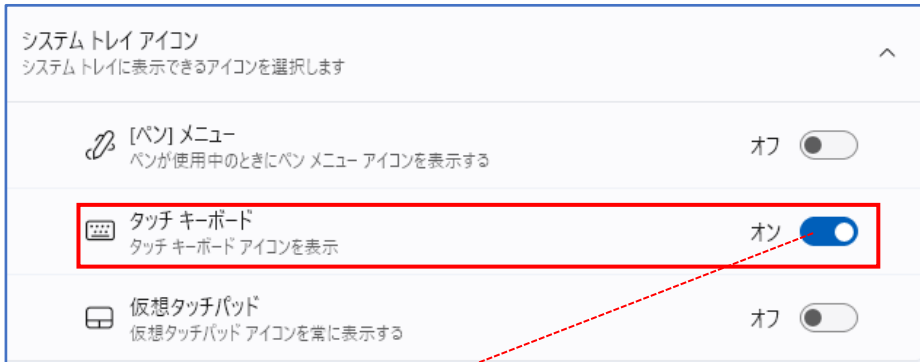 システム トレイ アイコン
システム トレイに表示できるアイコンを選択します
[ペン] メニュー
ペンが使用中のときにペン メニュー アイコンを表示する
オフ
タッチ キーボード
タッチ キーボード アイコンを表示
オン
仮想タッチパッド
仮想タッチパッド アイコンを常に表示する
オフ